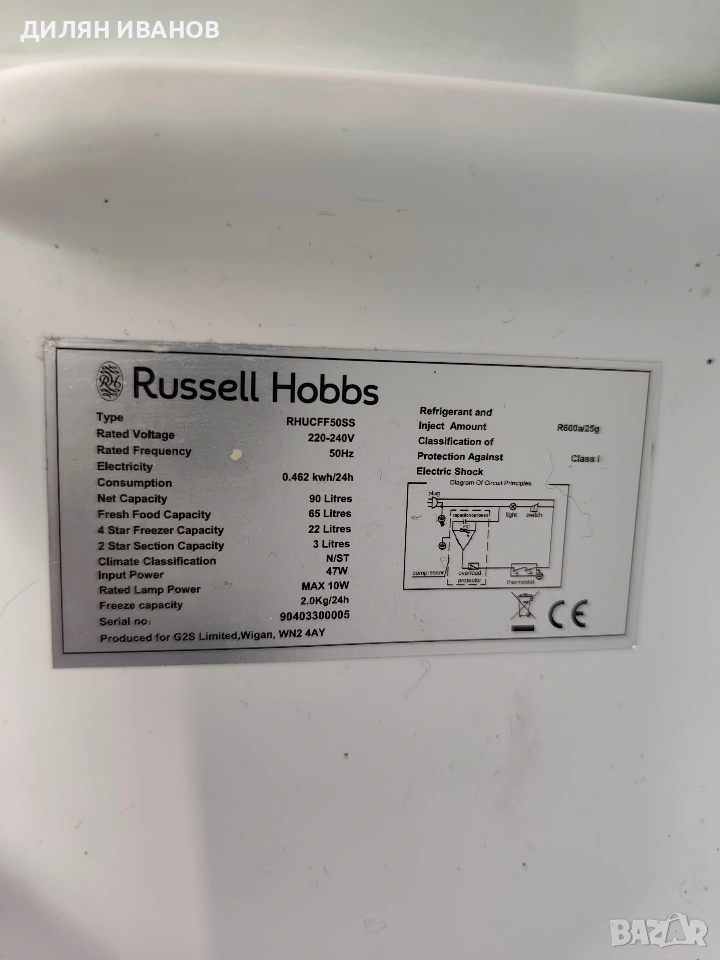 ДИЛЯН ИВАНОВ
Russell Hobbs
Type RHUCFF50SS
Rated Voltage 220-240V
Rated Frequency 50Hz
Electricity
Consumption 0.462 kwh/24h
Net Capacity 90 Litres
Fresh Food Capacity 65 Litres
4 Star Freezer Capacity 22 Litres
2 Star Section Capacity 3 Litres
Climate Classification N/ST
Input Power 47W
Rated Lamp Power MAX 10W
Freeze capacity 2.0Kg/24h
Serial no: 90403300005
Produced for G2S Limited,Wigan, WN2 4AY
Refrigerant and
Inject Amount R600a/25g
Classification of
Protection Against Class I
Electric Shock
Diagram Of Circuit Principles
plug
light switch
compressor
overload
protector
thermostat
CE
BAZAR